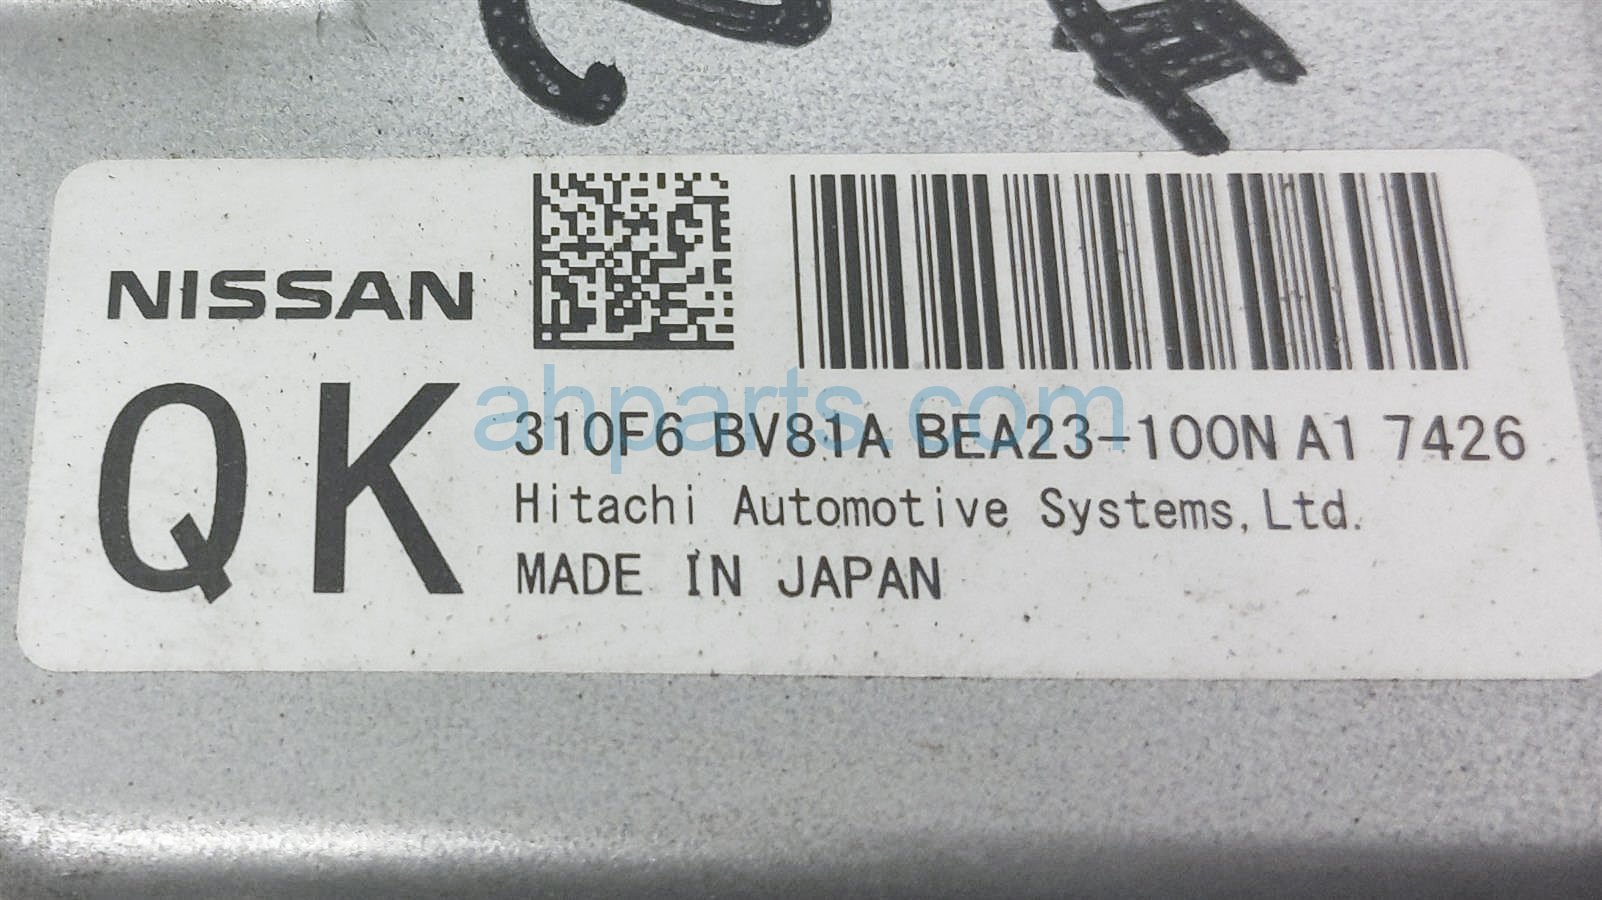 NISSAN
QK
310F6 BV81A BEA23-100N A1 7426
Hitachi Automotive Systems,Ltd.
MADE IN JAPAN
ahparts.com